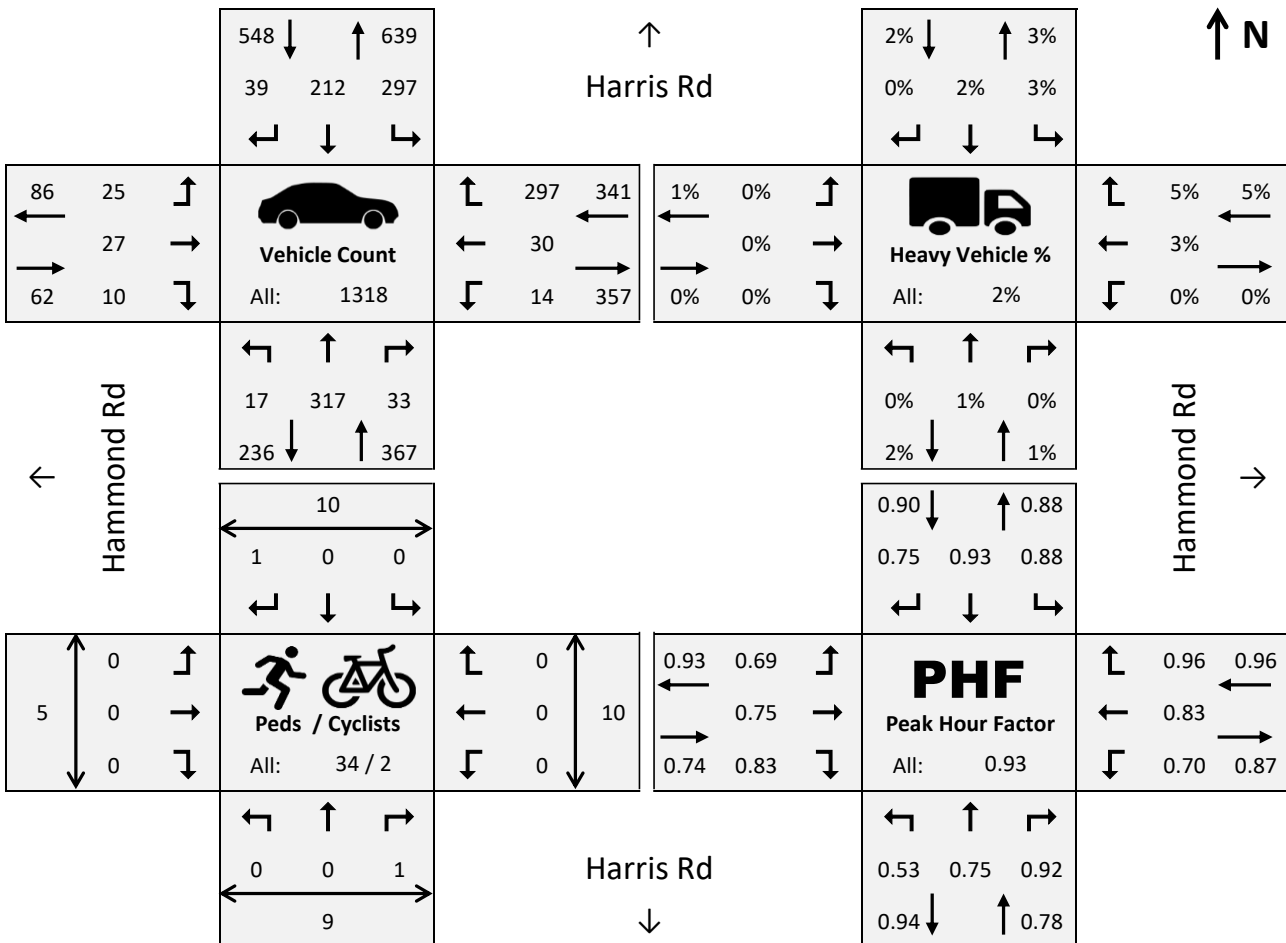 548 ↓ ↑ 639
39 212 297
86 25
297 341
27
30
Vehicle Count
62 10
All: 1318
14 357
17 317 33
236 ↓ ↑ 367
↑
Harris Rd
2% ↓ ↑ 3%
0% 2% 3%
↑ N
1% 0%
5% 5%
0%
3%
Heavy Vehicle %
0% 0%
All: 2%
0% 0%
0% 1% 0%
2% ↓ ↑ 1%
Hammond Rd
←
Hammond Rd
→
10
1 0 0
0
0
5 0
0 10
Peds / Cyclists
0
All: 34 / 2
0
0 0 1
9
Harris Rd
↓
0.90 ↓ ↑ 0.88
0.75 0.93 0.88
0.93 0.69
0.96 0.96
0.75
0.83
PHF
Peak Hour Factor
0.74 0.83
All: 0.93
0.70 0.87
0.53 0.75 0.92
0.94 ↓ ↑ 0.78